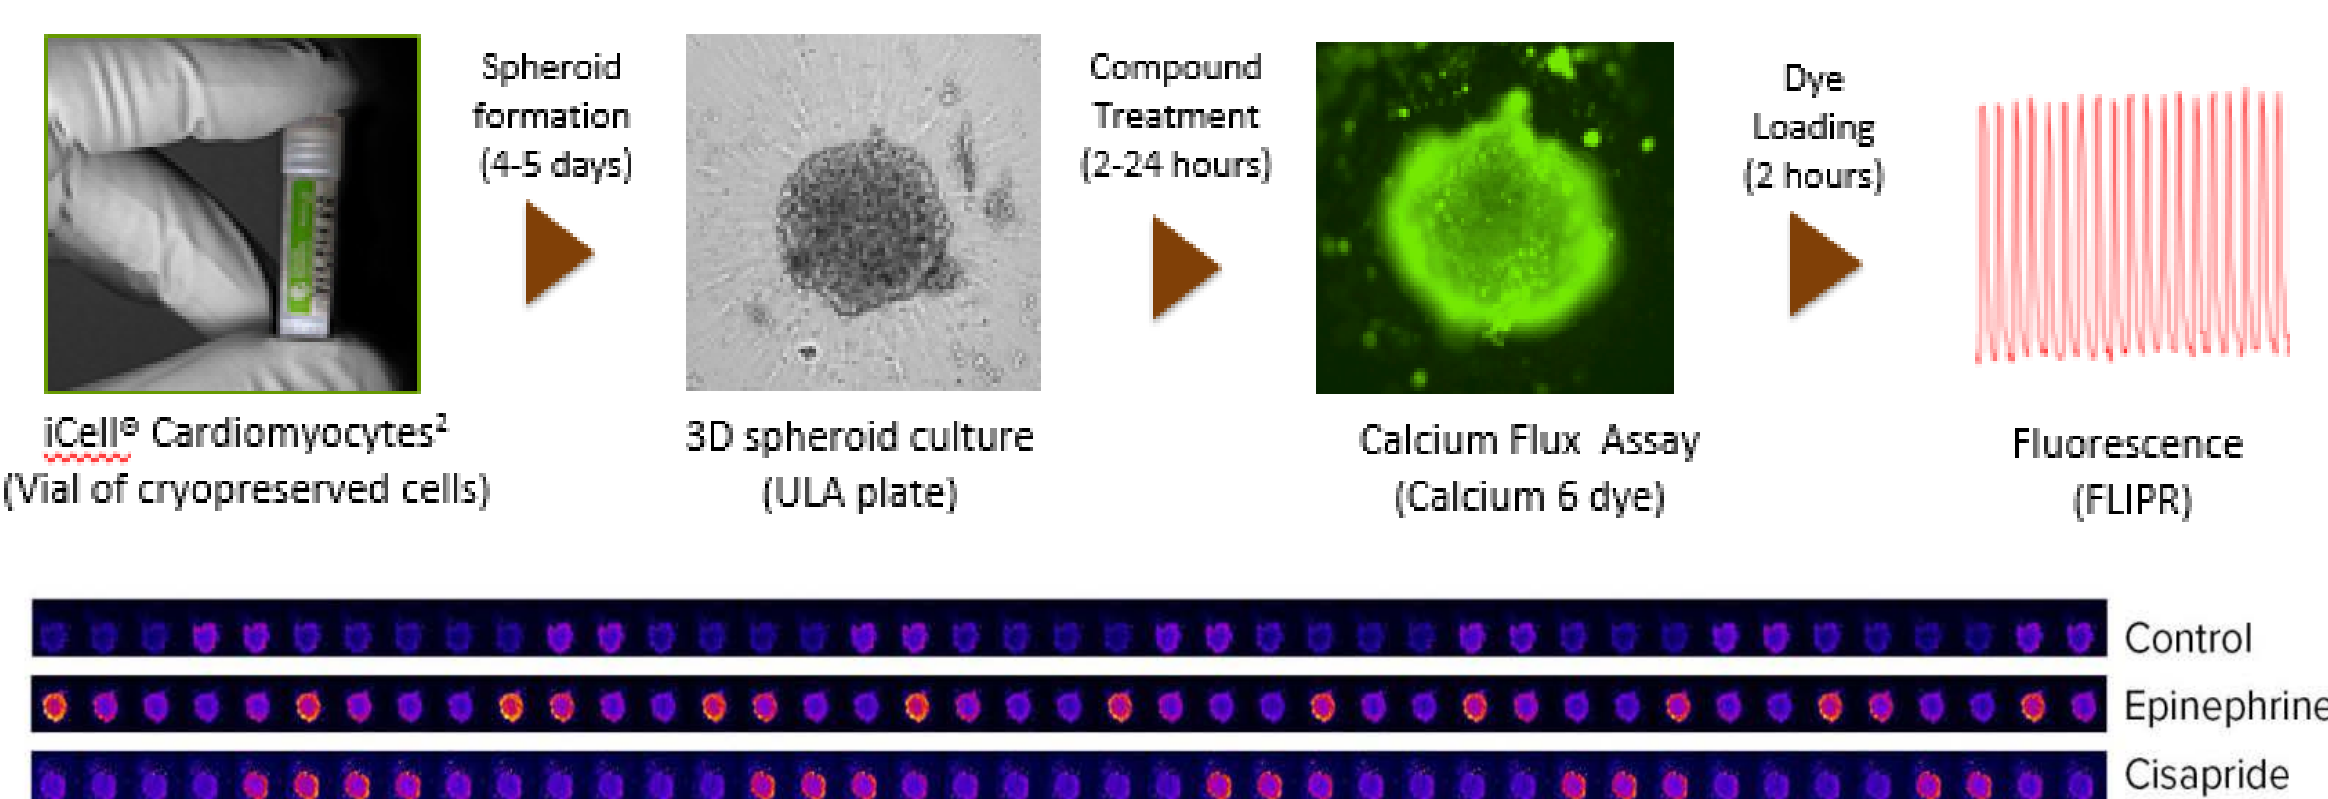 Spheroid
formation
(4-5 days)
Compound
Treatment
(2-24 hours)
Dye
Loading
(2 hours)
iCell® Cardiomyocytes²
(Vial of cryopreserved cells)
3D spheroid culture
(ULA plate)
Calcium Flux Assay
(Calcium 6 dye)
Fluorescence
(FLIPR)
Control
Epinephrine
Cisapride